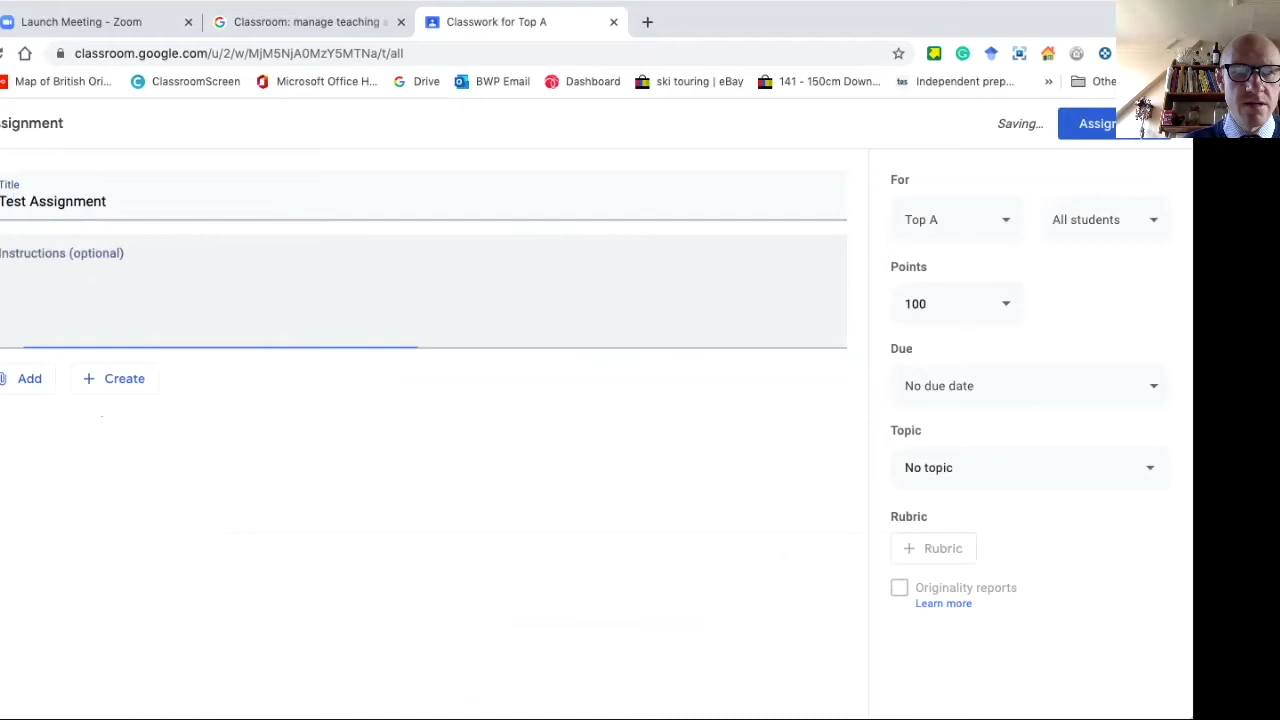 Launch Meeting - Zoom
Classroom: manage teaching
Classwork for Top A
classroom.google.com/u/2/w/MjM5NjA0MzY5MTNa/t/all
Map of British Ori...
ClassroomScreen
Microsoft Office H...
Drive
BWP Email
Dashboard
ski touring | eBay
141 - 150cm Down...
tes
Independent prep...
»
Othe
ssignment
Saving...
Assign
Title
Test Assignment
Instructions (optional)
Add
+ Create
For
Top A
All students
Points
100
Due
No due date
Topic
No topic
Rubric
+ Rubric
Originality reports
Learn more